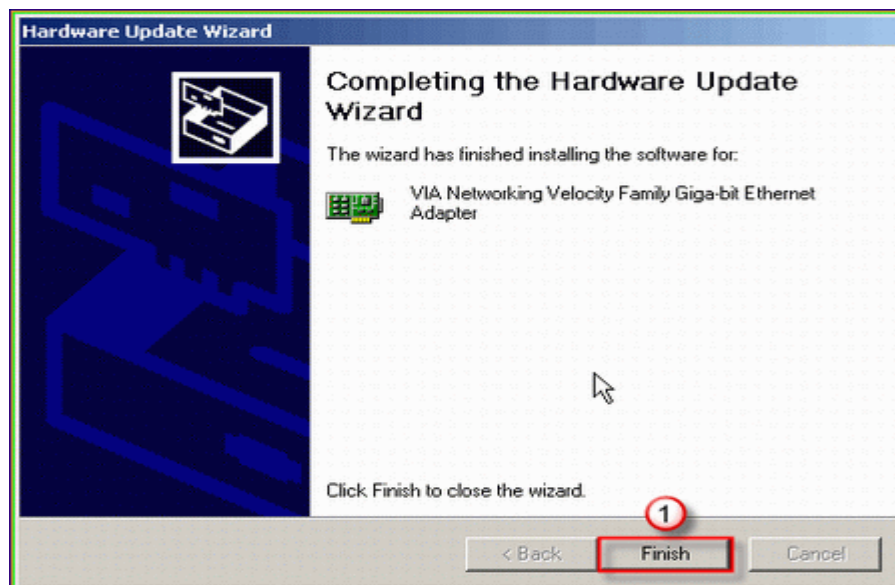 Hardware Update Wizard
Completing the Hardware Update
Wizard
The wizard has finished installing the software for:
VIA Networking Velocity Family Giga-bit Ethernet
Adapter
Click Finish to close the wizard.
1
< Back
Finish
Cancel